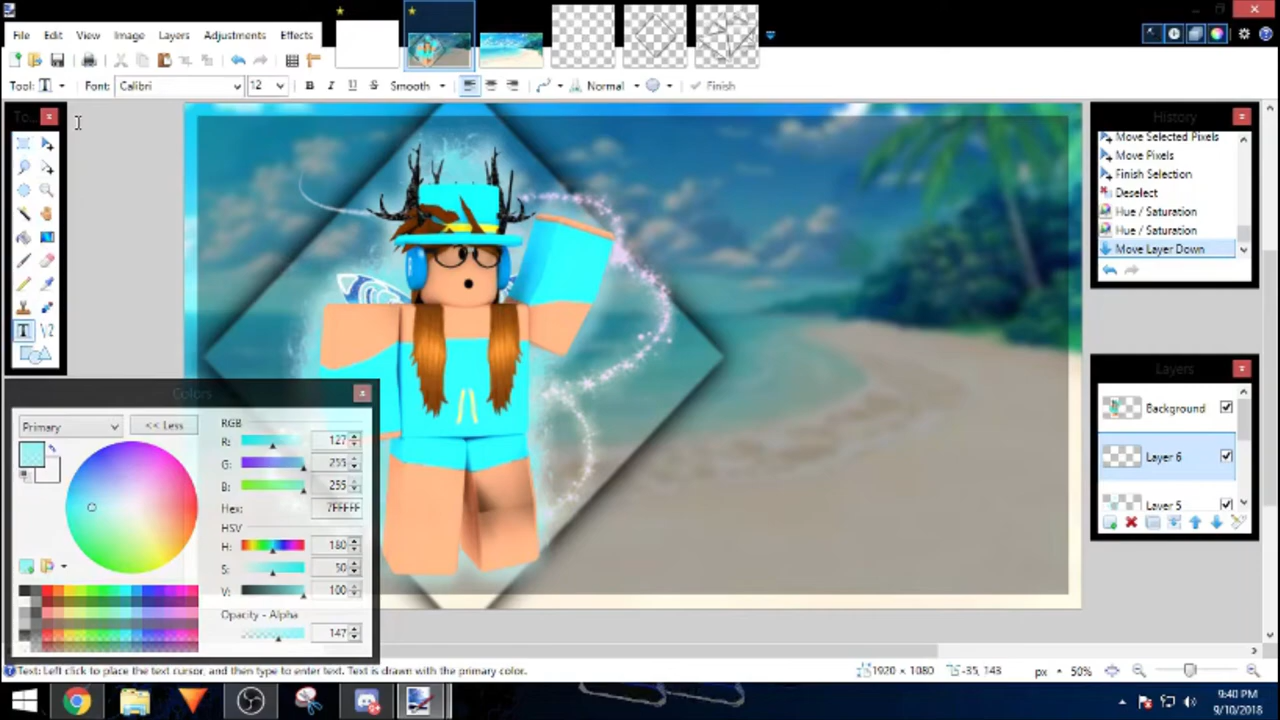 File Edit View Image Layers Adjustments Effects
Tool: T Font: Calibri 12 B I U S Smooth Normal Finish
To...
History
Move Selected Pixels
Move Pixels
Finish Selection
Deselect
Hue / Saturation
Hue / Saturation
Move Layer Down
Colors
Primary << Less
RGB
R: 127
G: 255
B: 255
Hex: 7FFFFF
HSV
H: 180
S: 50
V: 100
Opacity - Alpha
147
Layers
Background
Layer 6
Layer 5
Text: Left click to place the text cursor, and then type to enter text. Text is drawn with the primary color.
1920 × 1080 -35, 143 px 50%
9:40 PM
9/10/2018